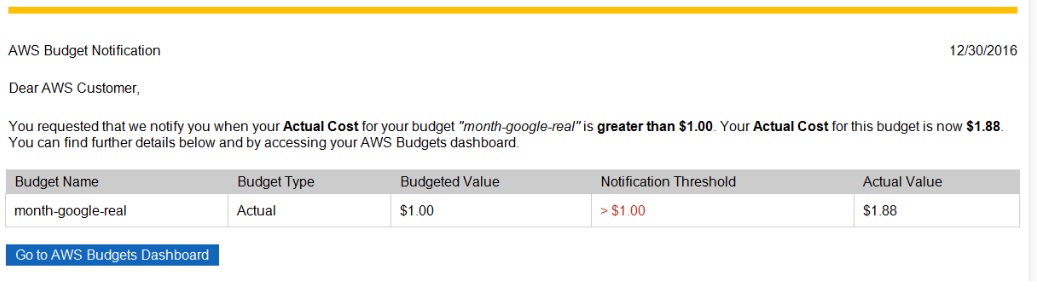 AWS Budget Notification 12/30/2016
Dear AWS Customer,
You requested that we notify you when your Actual Cost for your budget "month-google-real" is greater than $1.00. Your Actual Cost for this budget is now $1.88.
You can find further details below and by accessing your AWS Budgets dashboard.
Budget Name Budget Type Budgeted Value Notification Threshold Actual Value
month-google-real Actual $1.00 > $1.00 $1.88
Go to AWS Budgets Dashboard